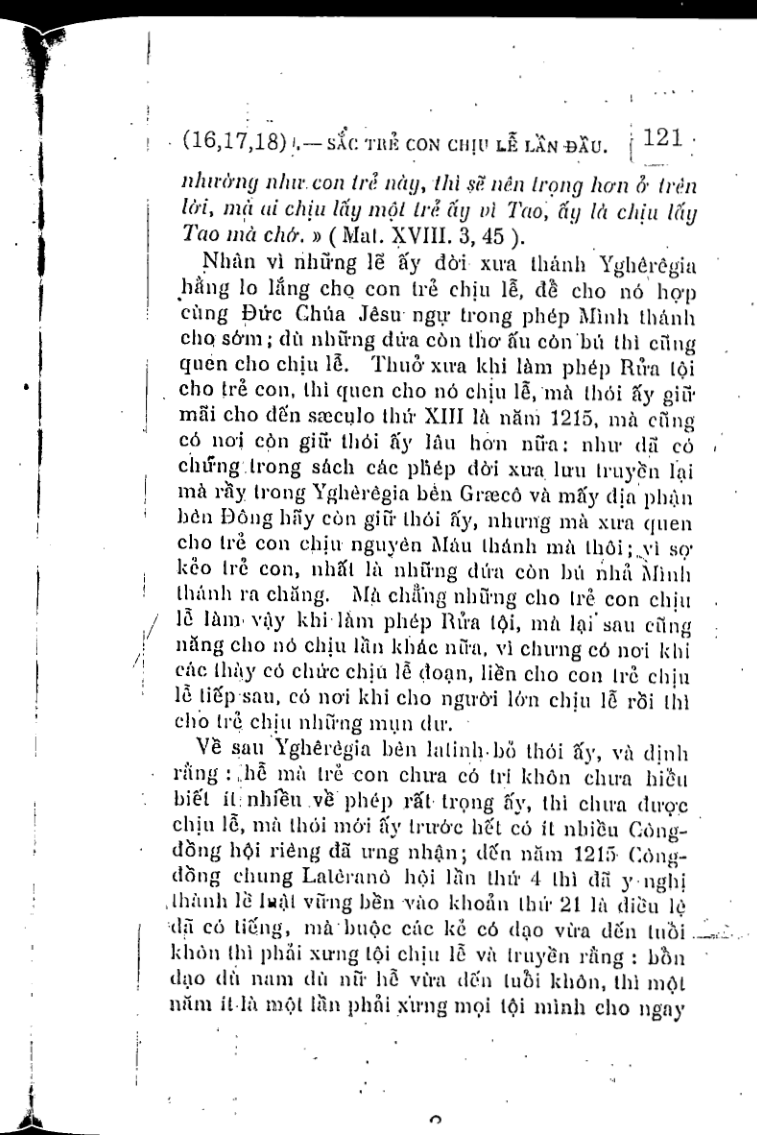 (16,17,18) .— SẮC TRẺ CON CHỊU LỄ LẦN ĐẦU. 121
nhường như con trẻ này, thì sẽ nên trọng hơn ở trên
lời, mà ai chịu lấy một trẻ ấy vì Tao, ấy là chịu lấy
Tao mà chớ. » ( Mat. XVIII. 3, 45 ).
Nhân vì những lẽ ấy đời xưa thánh Yghêrêgia
hằng lo lắng cho con trẻ chịu lễ, để cho nó hợp
cùng Đức Chúa Jêsu ngự trong phép Mình thánh
cho sớm ; dù những đứa còn thơ ấu còn bú thì cũng
quen cho chịu lễ. Thuở xưa khi làm phép Rửa tội
cho trẻ con, thì quen cho nó chịu lễ, mà thói ấy giữ
mãi cho đến sæculo thứ XIII là năm 1215, mà cũng
có nơi còn giữ thói ấy lâu hơn nữa : như đã có
chứng trong sách các phép đời xưa lưu truyền lại
mà rầy trong Yghêrêgia bên Græcô và mấy địa phận
bên Đông hãy còn giữ thói ấy, nhưng mà xưa quen
cho trẻ con chịu nguyên Máu thánh mà thôi ; vì sợ
kẻo trẻ con, nhất là những đứa còn bú nhả Mình
thánh ra chăng. Mà chẳng những cho trẻ con chịu
lễ làm vậy khi làm phép Rửa tội, mà lại sau cũng
năng cho nó chịu lần khác nữa, vì chưng có nơi khi
các thày có chức chịu lễ đoạn, liền cho con trẻ chịu
lễ tiếp sau, có nơi khi cho người lớn chịu lễ rồi thì
cho trẻ chịu những mụn dư.
Về sau Yghêrêgia bên latinh bỏ thói ấy, và định
rằng : hễ mà trẻ con chưa có trí khôn chưa hiểu
biết ít nhiều về phép rất trọng ấy, thì chưa được
chịu lễ, mà thói mới ấy trước hết có ít nhiều Công-
đồng hội riêng đã ưng nhận ; đến năm 1215 Công-
đồng chung Latêranô hội lần thứ 4 thì đã y nghị
thành lề luật vững bền vào khoản thứ 21 là điều lệ
đã có tiếng, mà buộc các kẻ có đạo vừa đến tuổi
khôn thì phải xưng tội chịu lễ và truyền rằng : bổn
đạo dù nam dù nữ hễ vừa đến tuổi khôn, thì một
năm ít là một lần phải xưng mọi tội mình cho ngay